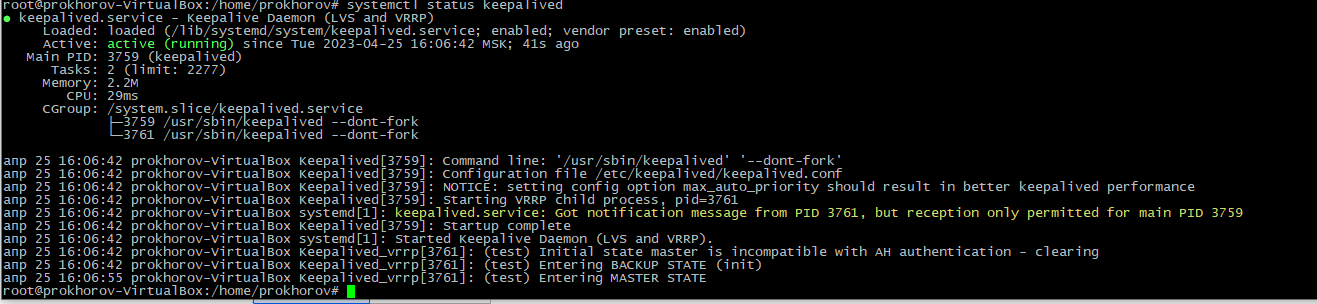 root@prokhorov-VirtualBox:/home/prokhorov# systemctl status keepalived
● keepalived.service - Keepalive Daemon (LVS and VRRP)
Loaded: loaded (/lib/systemd/system/keepalived.service; enabled; vendor preset: enabled)
Active: active (running) since Tue 2023-04-25 16:06:42 MSK; 41s ago
Main PID: 3759 (keepalived)
Tasks: 2 (limit: 2277)
Memory: 2.2M
CPU: 29ms
CGroup: /system.slice/keepalived.service
├─3759 /usr/sbin/keepalived --dont-fork
└─3761 /usr/sbin/keepalived --dont-fork
апр 25 16:06:42 prokhorov-VirtualBox Keepalived[3759]: Command line: '/usr/sbin/keepalived' '--dont-fork'
апр 25 16:06:42 prokhorov-VirtualBox Keepalived[3759]: Configuration file /etc/keepalived/keepalived.conf
апр 25 16:06:42 prokhorov-VirtualBox Keepalived[3759]: NOTICE: setting config option max_auto_priority should result in better keepalived performance
апр 25 16:06:42 prokhorov-VirtualBox Keepalived[3759]: Starting VRRP child process, pid=3761
апр 25 16:06:42 prokhorov-VirtualBox systemd[1]: keepalived.service: Got notification message from PID 3761, but reception only permitted for main PID 3759
апр 25 16:06:42 prokhorov-VirtualBox Keepalived[3759]: Startup complete
апр 25 16:06:42 prokhorov-VirtualBox systemd[1]: Started Keepalive Daemon (LVS and VRRP).
апр 25 16:06:42 prokhorov-VirtualBox Keepalived_vrrp[3761]: (test) Initial state master is incompatible with AH authentication - clearing
апр 25 16:06:42 prokhorov-VirtualBox Keepalived_vrrp[3761]: (test) Entering BACKUP STATE (init)
апр 25 16:06:55 prokhorov-VirtualBox Keepalived_vrrp[3761]: (test) Entering MASTER STATE
root@prokhorov-VirtualBox:/home/prokhorov#